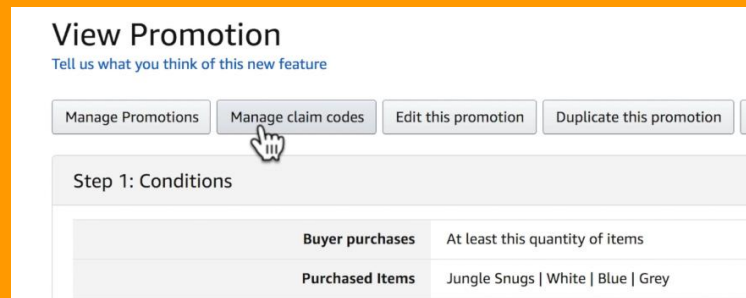 View Promotion
Tell us what you think of this new feature
Manage Promotions Manage claim codes Edit this promotion Duplicate this promotion
Step 1: Conditions
Buyer purchases At least this quantity of items
Purchased Items Jungle Snugs | White | Blue | Grey